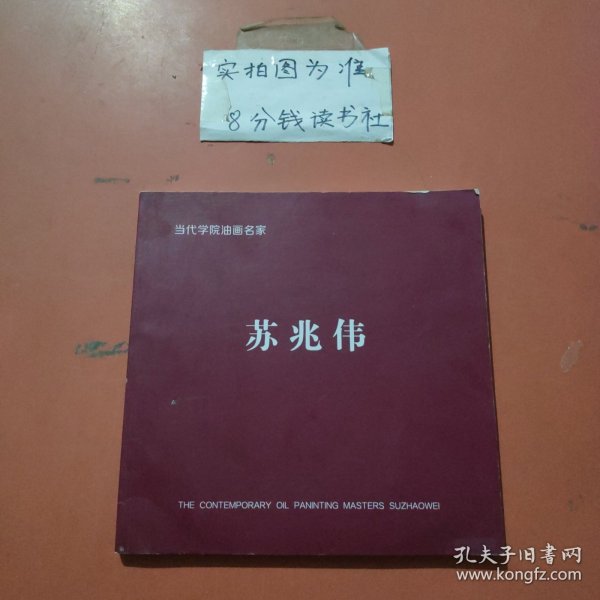 实拍图为准
8分钱读书社
当代学院油画名家
苏兆伟
THE CONTEMPORARY OIL PANINTING MASTERS SUZHAOWEI
孔夫子旧书网
www.kongfz.com